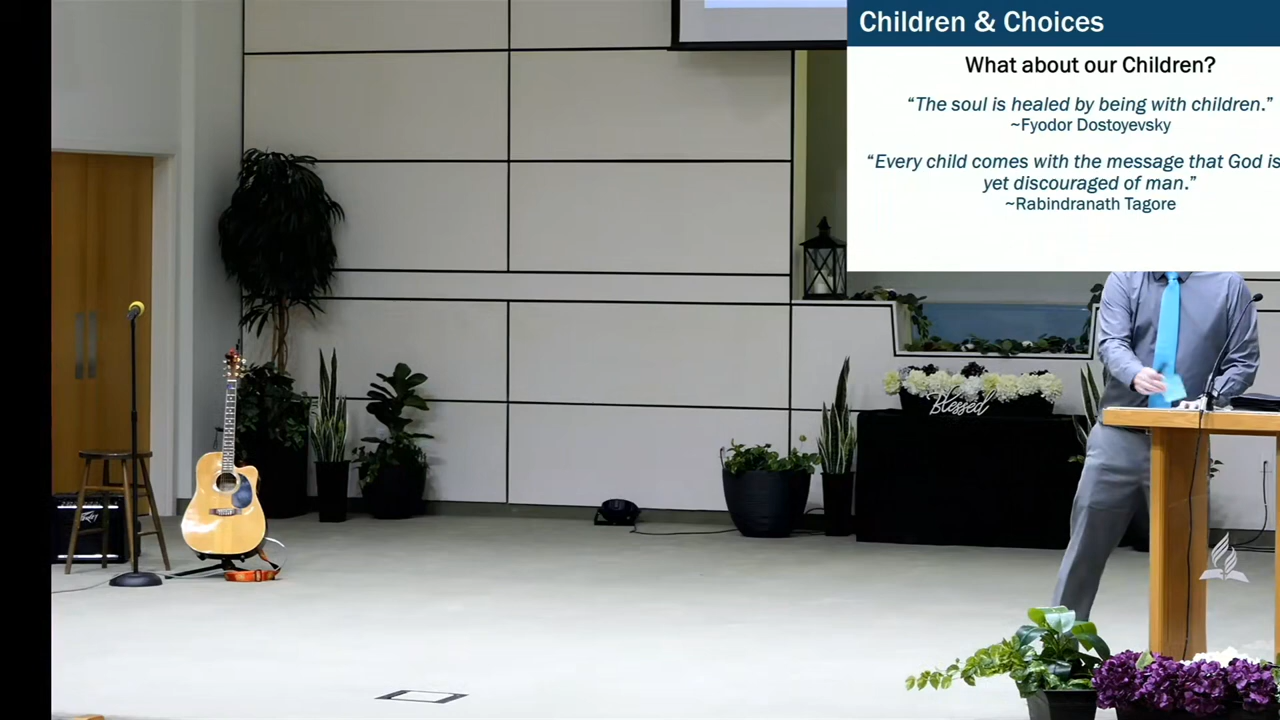 Children & Choices
What about our Children?
“The soul is healed by being with children.”
~Fyodor Dostoyevsky
“Every child comes with the message that God is
yet discouraged of man.”
~Rabindranath Tagore
Blessed
PEAVEY